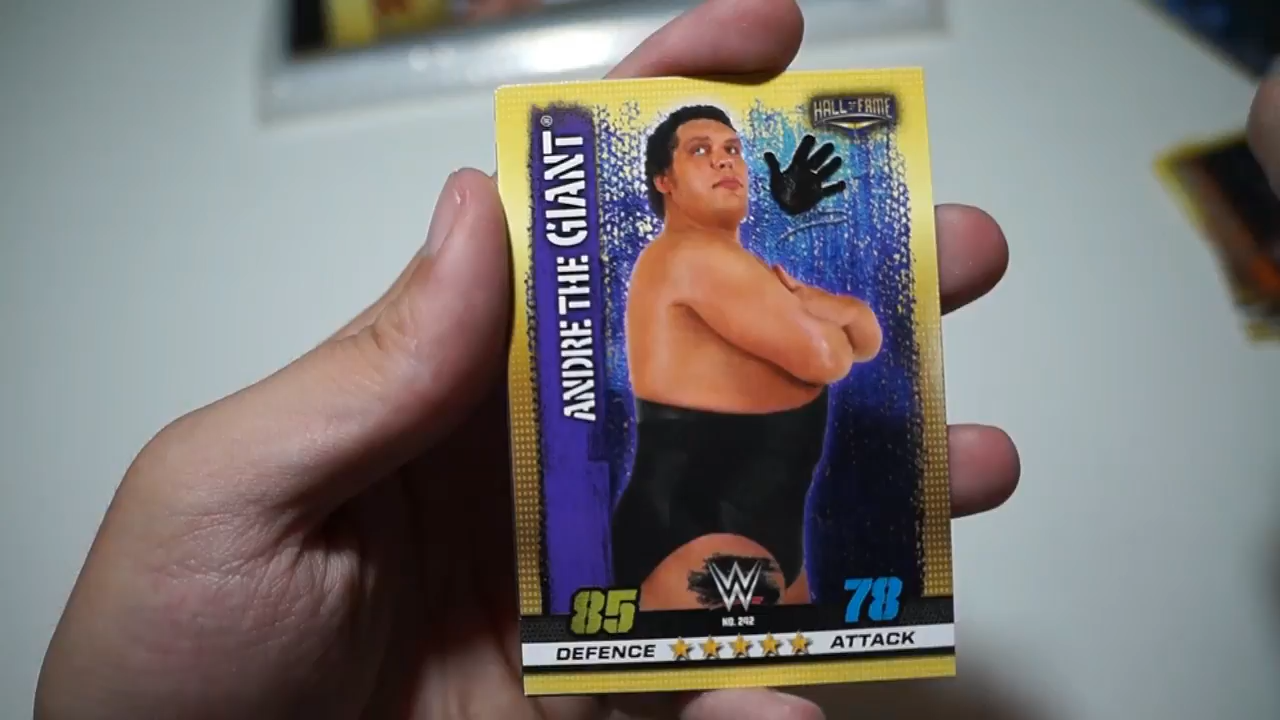 HALL OF FAME
ANDRE THE GIANT®
W
85
78
NO. 242
DEFENCE
ATTACK